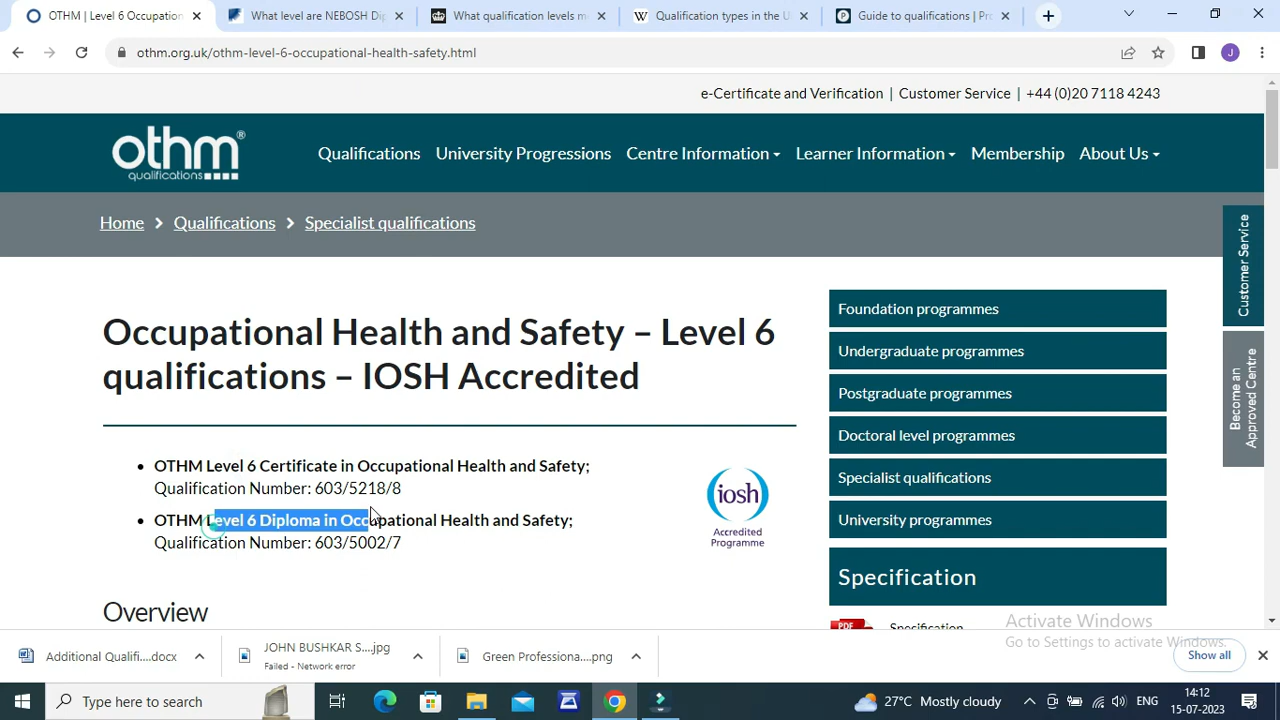 OTHM | Level 6 Occupation
What level are NEBOSH Dip
What qualification levels m
Qualification types in the U
Guide to qualifications | Pr
othm.org.uk/othm-level-6-occupational-health-safety.html
J
e-Certificate and Verification | Customer Service | +44 (0)20 7118 4243
othm®
qualifications
Qualifications
University Progressions
Centre Information
Learner Information
Membership
About Us
Home > Qualifications > Specialist qualifications
Customer Service
Become an
Approved Centre
Occupational Health and Safety – Level 6
qualifications – IOSH Accredited
• OTHM Level 6 Certificate in Occupational Health and Safety;
Qualification Number: 603/5218/8
• OTHM Level 6 Diploma in Occupational Health and Safety;
Qualification Number: 603/5002/7
iosh
Accredited
Programme
Overview
Foundation programmes
Undergraduate programmes
Postgraduate programmes
Doctoral level programmes
Specialist qualifications
University programmes
Specification
PDF
Specification
Activate Windows
Go to Settings to activate Windows.
Additional Qualifi....docx
JOHN BUSHKAR S....jpg
Failed - Network error
Green Professiona....png
Show all
Type here to search
27°C Mostly cloudy
ENG
14:12
15-07-2023